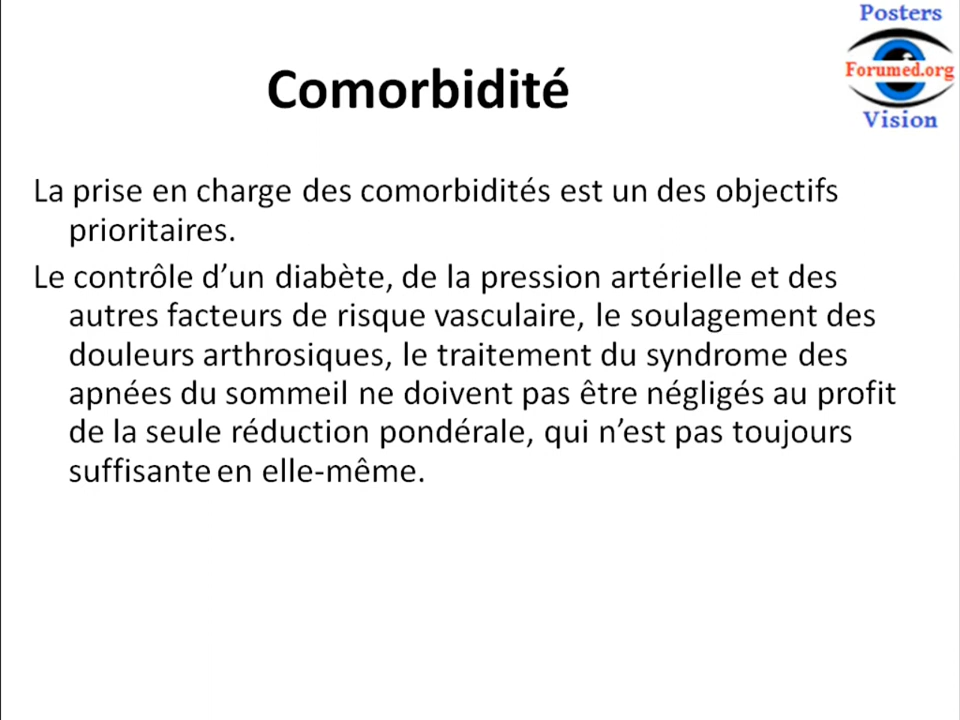 Posters
Forumed.org
Vision
Comorbidité
La prise en charge des comorbidités est un des objectifs
prioritaires.
Le contrôle d’un diabète, de la pression artérielle et des
autres facteurs de risque vasculaire, le soulagement des
douleurs arthrosiques, le traitement du syndrome des
apnées du sommeil ne doivent pas être négligés au profit
de la seule réduction pondérale, qui n’est pas toujours
suffisante en elle-même.